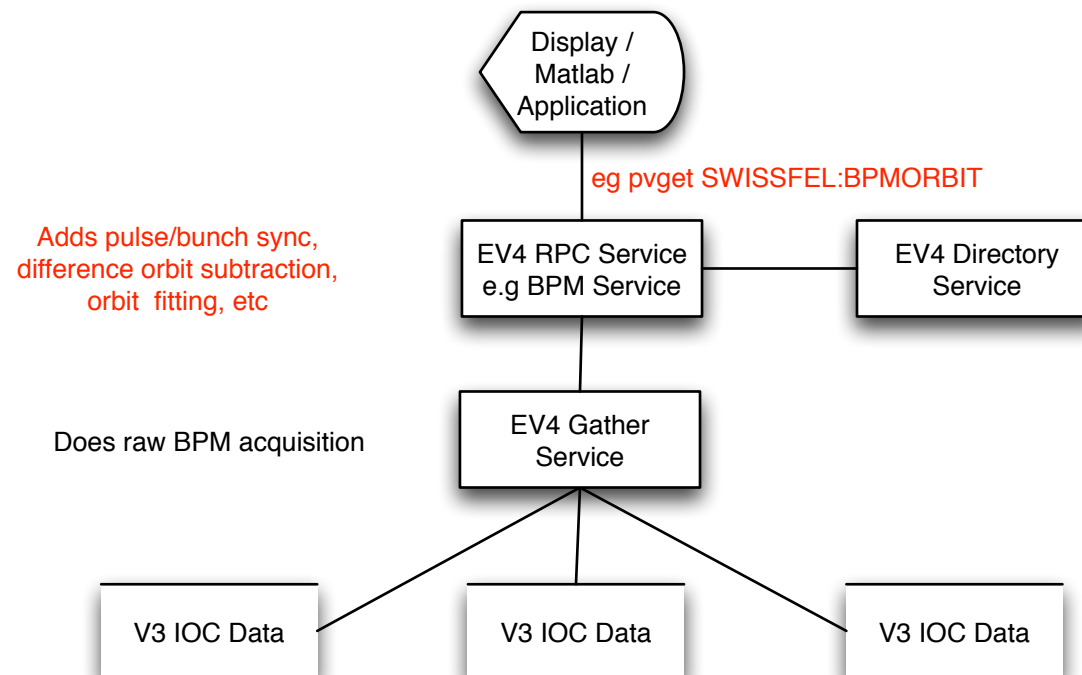 Display /
Matlab /
Application
eg pvget SWISSFEL:BPMORBIT
Adds pulse/bunch sync,
difference orbit subtraction,
orbit fitting, etc
EV4 RPC Service
e.g BPM Service
EV4 Directory
Service
Does raw BPM acquisition
EV4 Gather
Service
V3 IOC Data
V3 IOC Data
V3 IOC Data